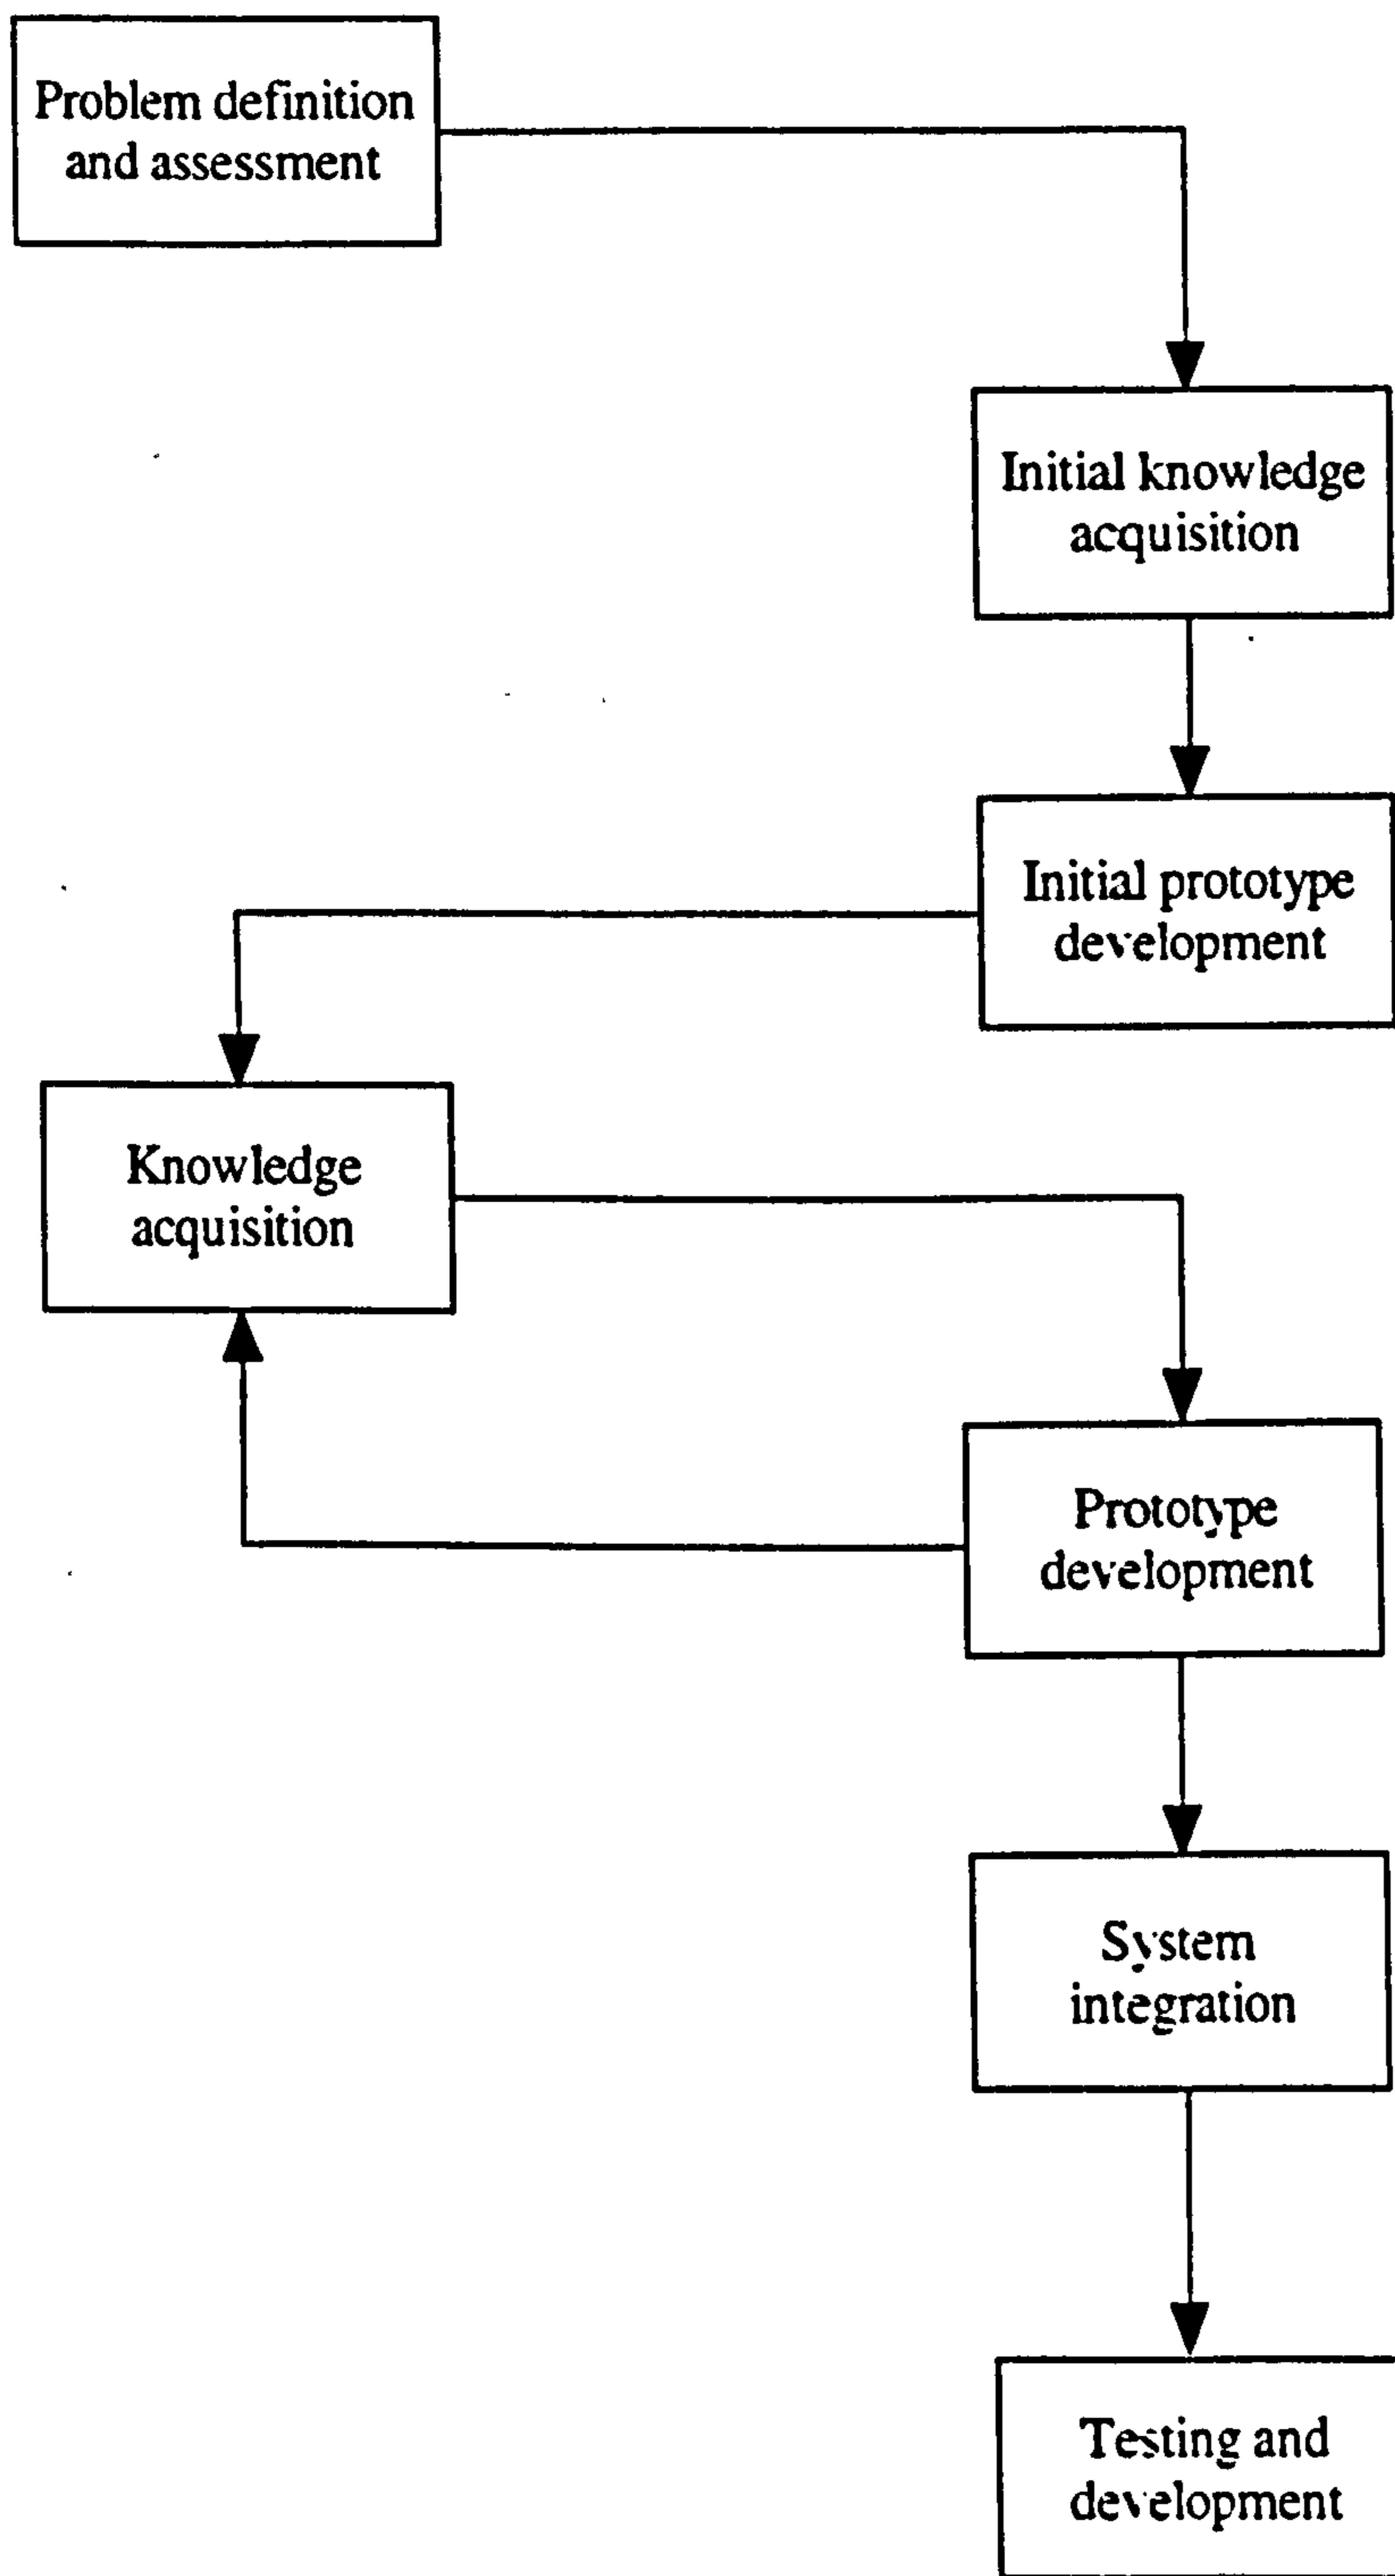 Problem definition
and assessment
Initial knowledge
acquisition
Initial prototype
development
Knowledge
acquisition
Prototype
development
System
integration
Testing and
development